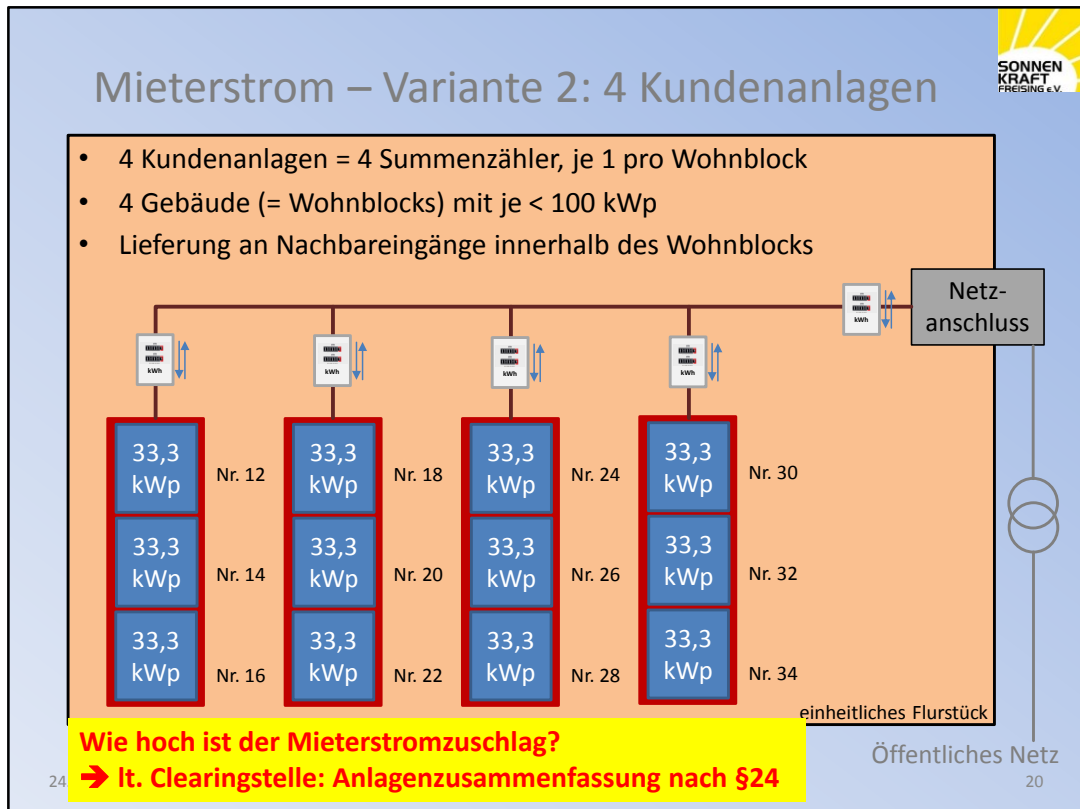 SONNEN
KRAFT
FREISING e.V.
Mieterstrom – Variante 2: 4 Kundenanlagen
• 4 Kundenanlagen = 4 Summenzähler, je 1 pro Wohnblock
• 4 Gebäude (= Wohnblocks) mit je < 100 kWp
• Lieferung an Nachbareingänge innerhalb des Wohnblocks
Netz-
anschluss
kWh
kWh
kWh
kWh
kWh
33,3
kWp
Nr. 12
33,3
kWp
Nr. 18
33,3
kWp
Nr. 24
33,3
kWp
Nr. 30
33,3
kWp
Nr. 14
33,3
kWp
Nr. 20
33,3
kWp
Nr. 26
33,3
kWp
Nr. 32
33,3
kWp
Nr. 16
33,3
kWp
Nr. 22
33,3
kWp
Nr. 28
33,3
kWp
Nr. 34
einheitliches Flurstück
Wie hoch ist der Mieterstromzuschlag?
➔ lt. Clearingstelle: Anlagenzusammenfassung nach §24
Öffentliches Netz
24
20